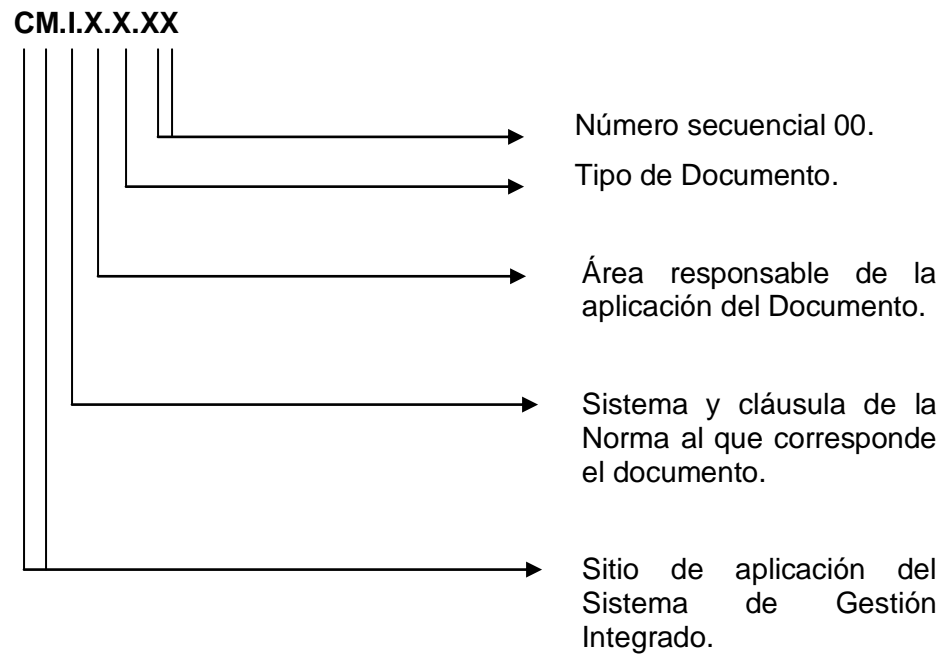 CM.I.X.X.XX
Número secuencial 00.
Tipo de Documento.
Área responsable de la
aplicación del Documento.
Sistema y cláusula de la
Norma al que corresponde
el documento.
Sitio de aplicación del
Sistema de Gestión
Integrado.